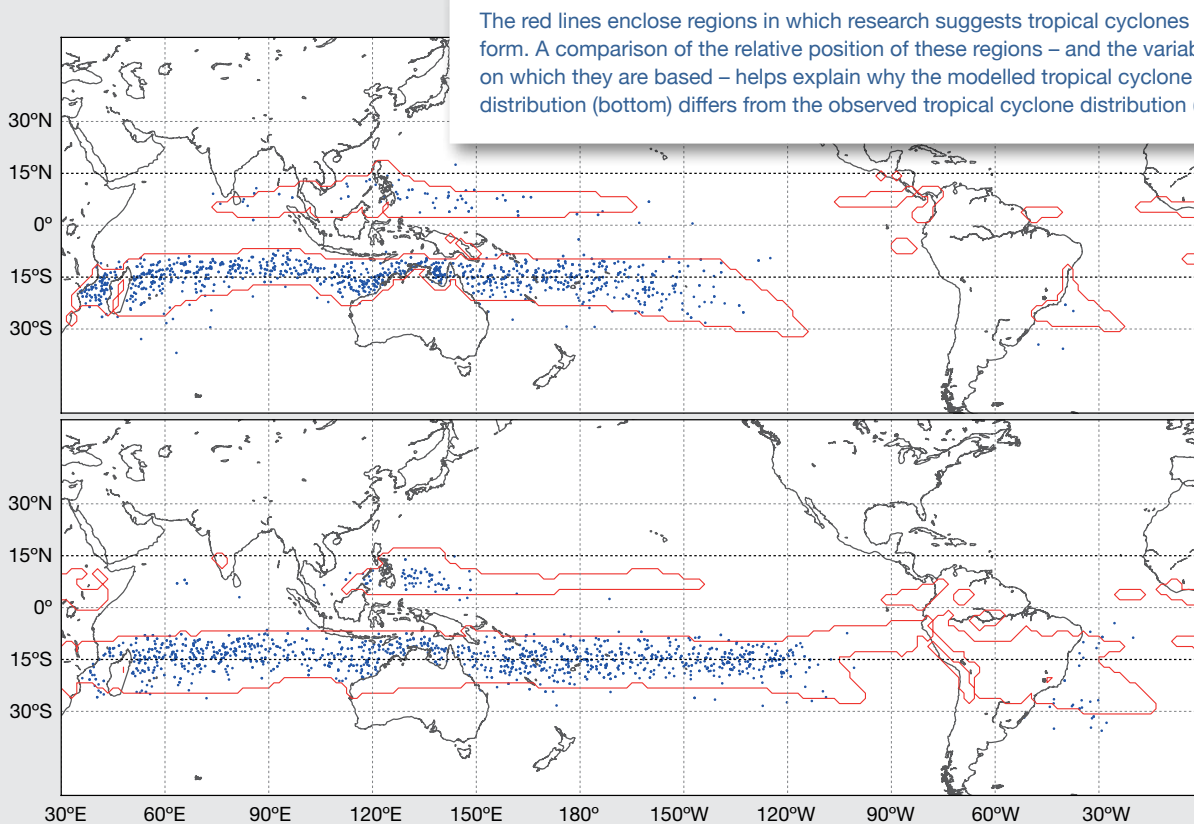 The red lines enclose regions in which research suggests tropical cyclones
form. A comparison of the relative position of these regions – and the
on which they are based – helps explain why the modelled tropical cyclone
distribution (bottom) differs from the observed tropical cyclone distribution
30ºN
15ºN
0º
15ºS
30ºS
30ºN
15ºN
0º
15ºS
30ºS
30ºE 60ºE 90ºE 120ºE 150ºE 180º 150ºW 120ºW 90ºW 60ºW 30ºW